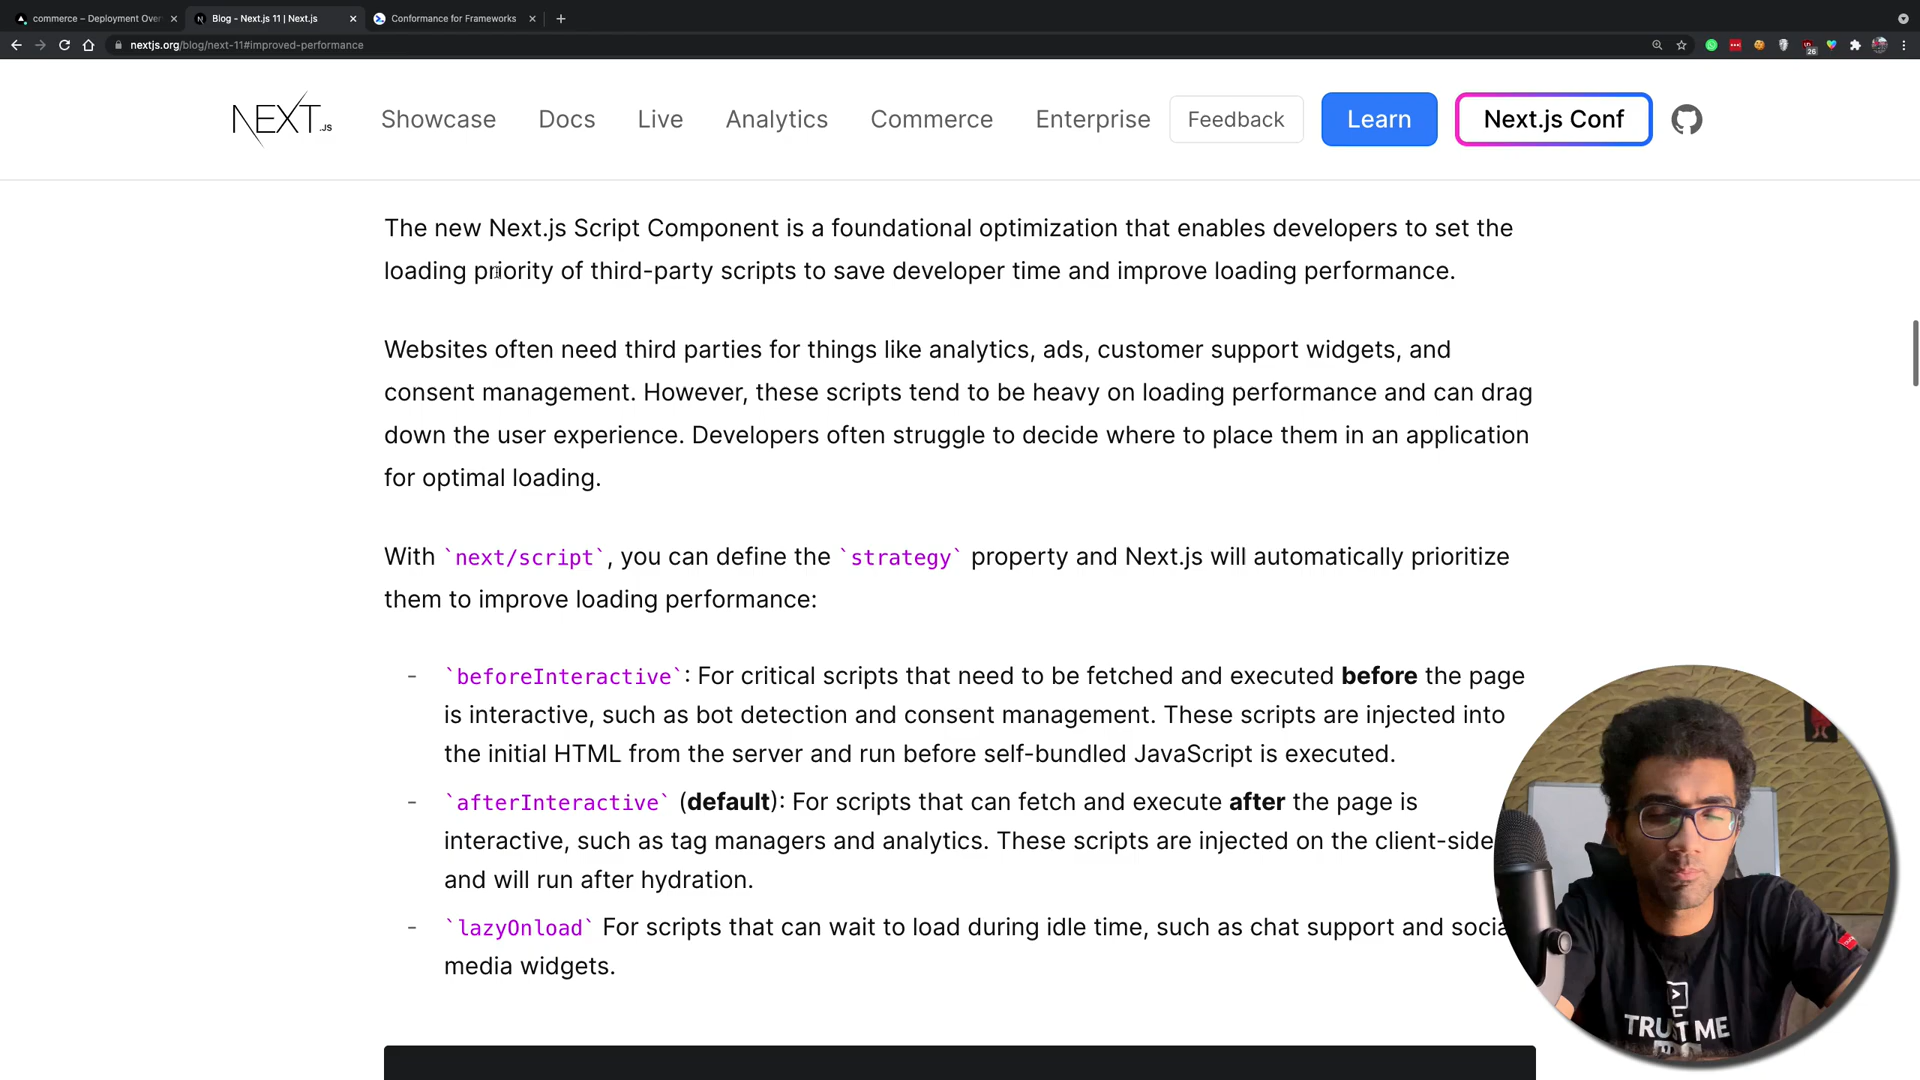 commerce – Deployment Over
Blog - Next.js 11 | Next.js
Conformance for Frameworks
nextjs.org/blog/next-11#improved-performance
26
NEXT.JS
Showcase
Docs
Live
Analytics
Commerce
Enterprise
Feedback
Learn
Next.js Conf
The new Next.js Script Component is a foundational optimization that enables developers to set the
loading priority of third-party scripts to save developer time and improve loading performance.
Websites often need third parties for things like analytics, ads, customer support widgets, and
consent management. However, these scripts tend to be heavy on loading performance and can drag
down the user experience. Developers often struggle to decide where to place them in an application
for optimal loading.
With `next/script`, you can define the `strategy` property and Next.js will automatically prioritize
them to improve loading performance:
- `beforeInteractive`: For critical scripts that need to be fetched and executed before the page
is interactive, such as bot detection and consent management. These scripts are injected into
the initial HTML from the server and run before self-bundled JavaScript is executed.
- `afterInteractive` (default): For scripts that can fetch and execute after the page is
interactive, such as tag managers and analytics. These scripts are injected on the client-side
and will run after hydration.
- `lazyOnload` For scripts that can wait to load during idle time, such as chat support and socia
media widgets.
TRUST ME